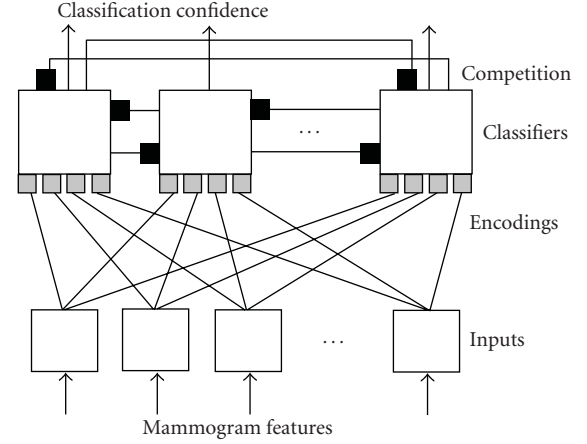 Classification confidence
Competition
...
Classifiers
Encodings
...
Inputs
Mammogram features